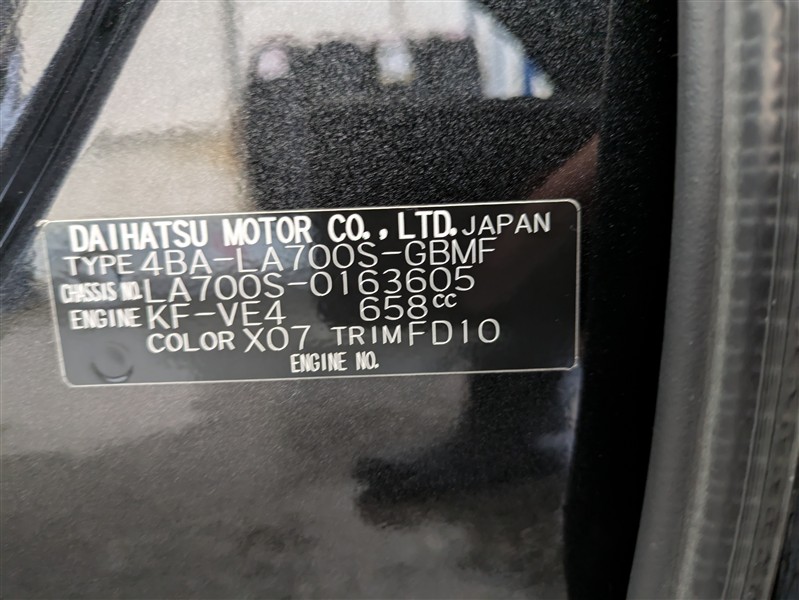 DAIHATSU MOTOR CO., LTD. JAPAN
TYPE 4BA-LA700S-GBMF
CHASSIS NO. LA700S-0163605
ENGINE KF-VE4 658cc
COLOR X07 TRIM FD10
ENGINE NO.